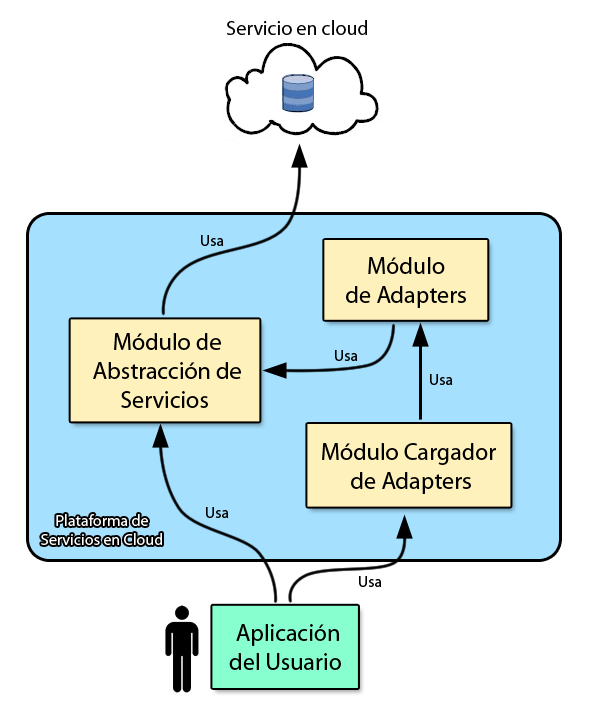 Servicio en cloud
Usa
Módulo
de Adapters
Módulo de
Abstracción de
Servicios
Usa
Usa
Módulo Cargador
de Adapters
Plataforma de
Servicios en Cloud
Usa
Usa
Aplicación
del Usuario